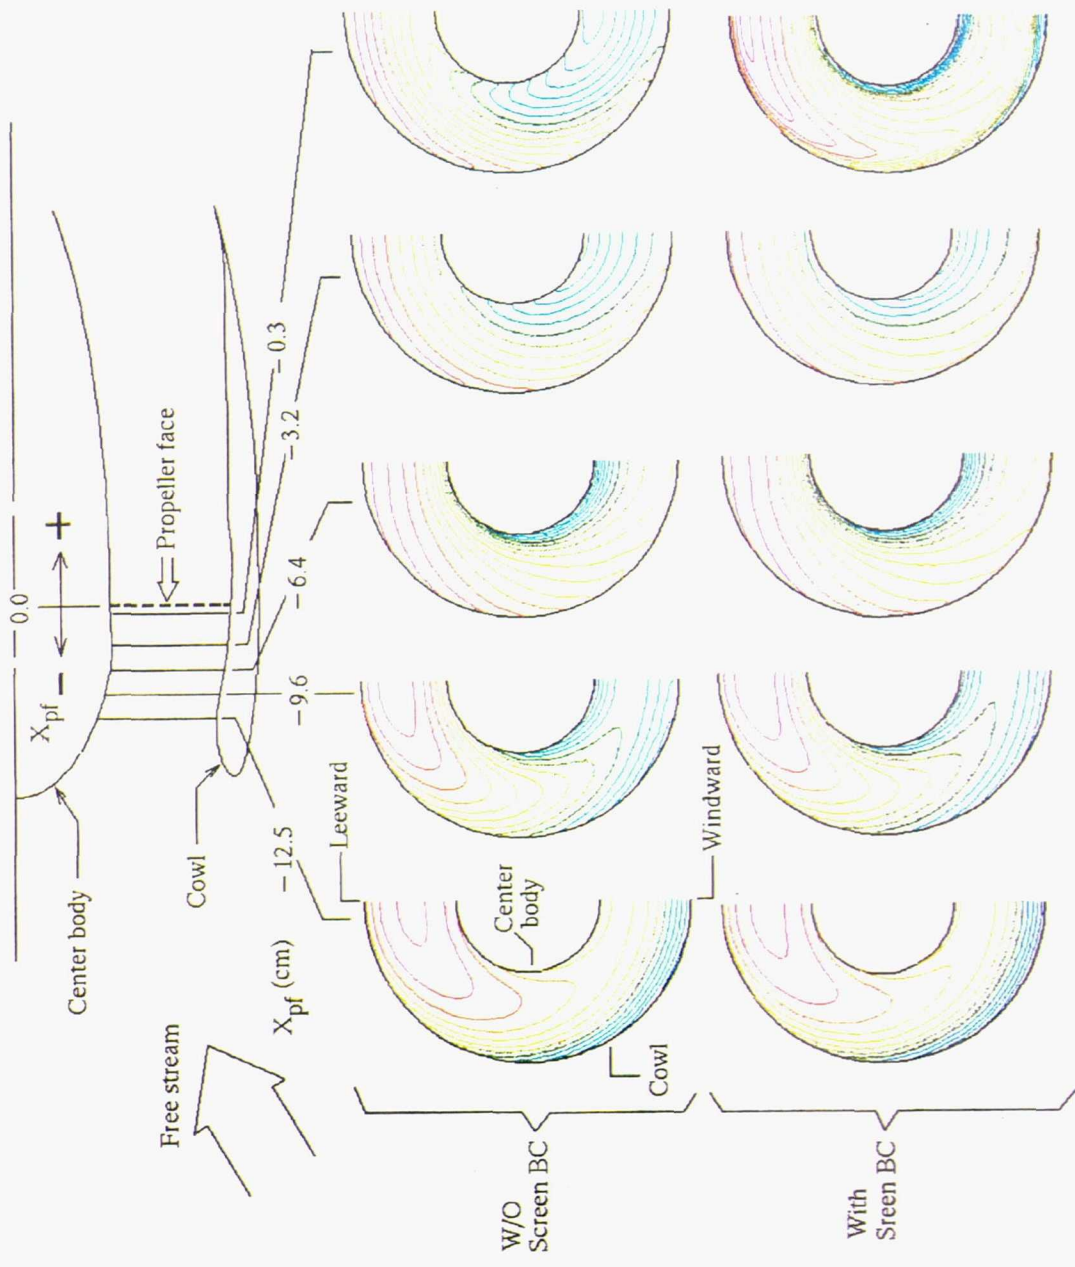 0.0
X_pf
−
+
Center body
Propeller face
Cowl
Free stream
X_pf (cm)
−12.5
−9.6
−6.4
−3.2
−0.3
Leeward
W/O
Screen BC
Center
body
Cowl
Windward
With
Sreen BC